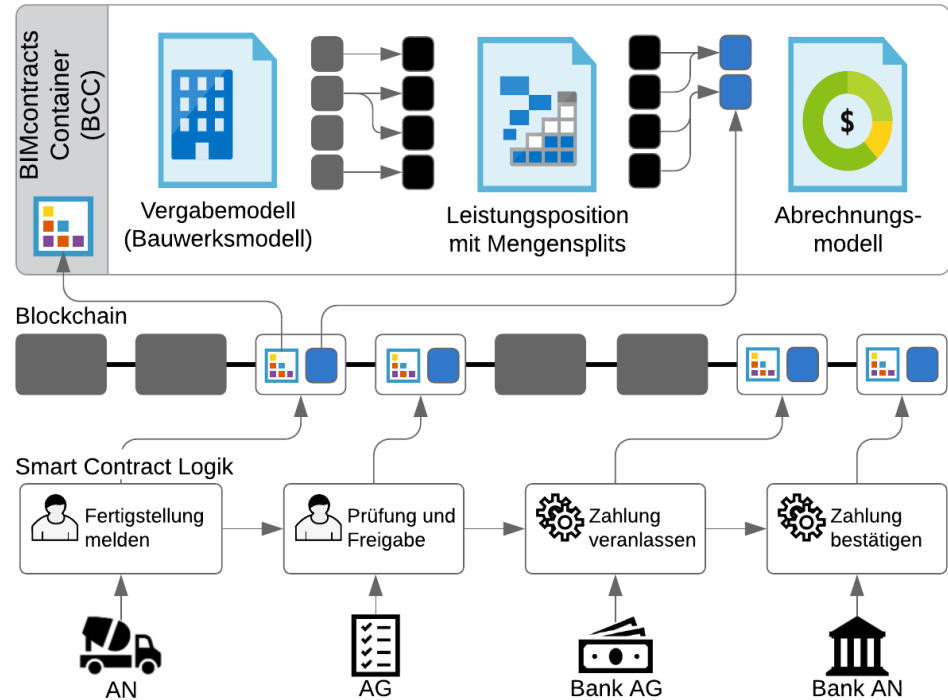 BIMcontracts
Container
(BCC)
Vergabemodell
(Bauwerksmodell)
Leistungsposition
mit Mengensplits
$
Abrechnungs-
modell
Blockchain
Smart Contract Logik
Fertigstellung
melden
Prüfung und
Freigabe
Zahlung
veranlassen
Zahlung
bestätigen
AN
AG
Bank AG
Bank AN